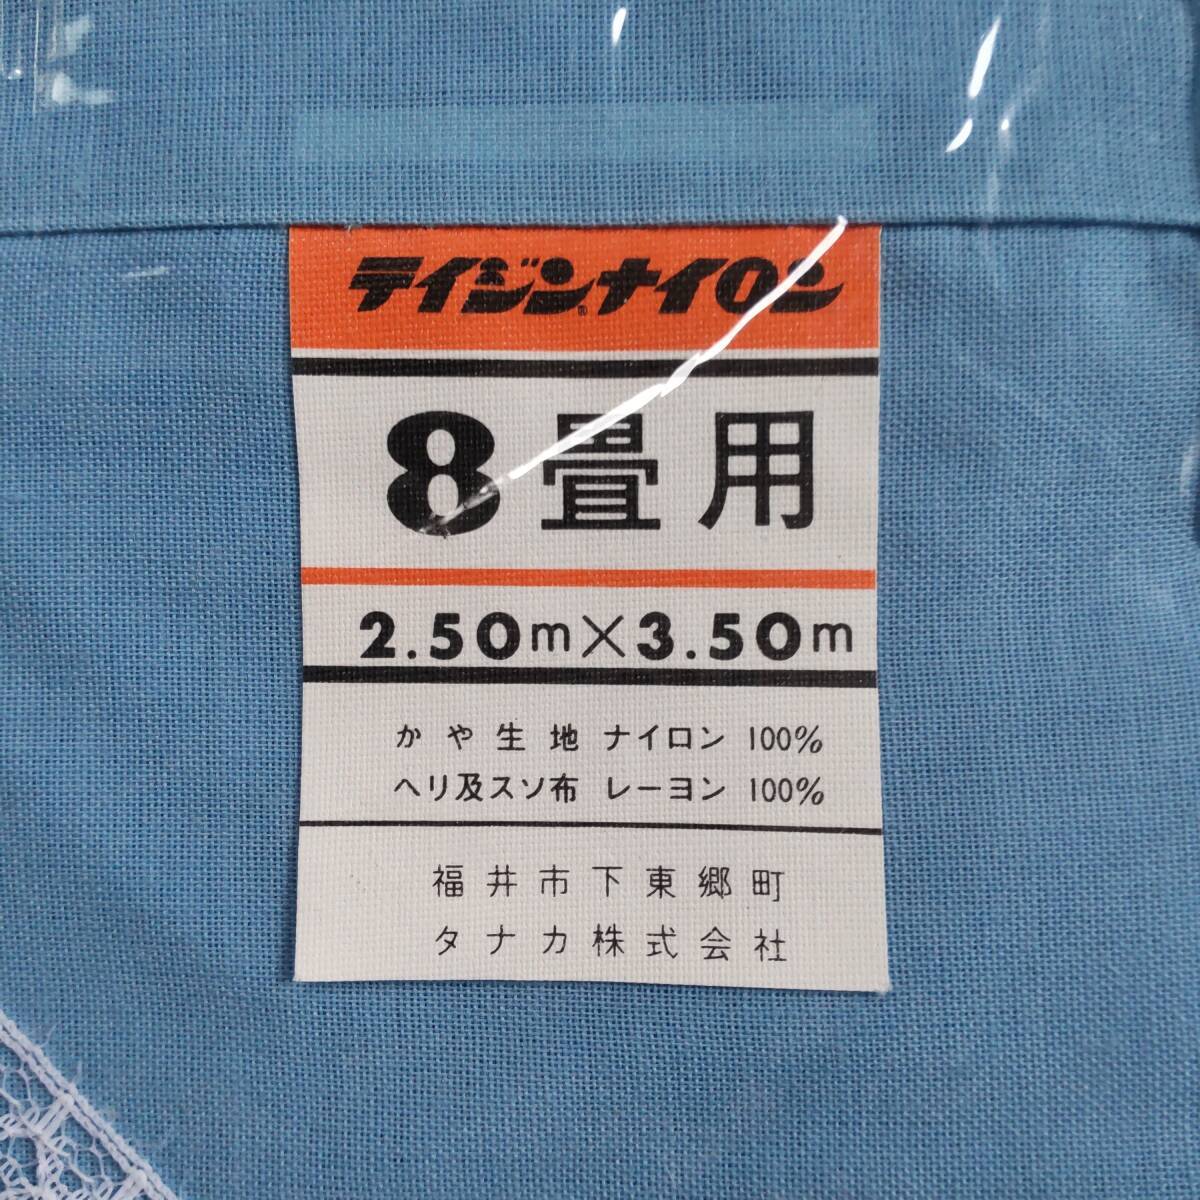 テイジンナイロン®
8畳用
2.50m×3.50m
かや生地 ナイロン 100%
ヘリ及スソ布 レーヨン 100%
福井市下東郷町
タナカ株式会社